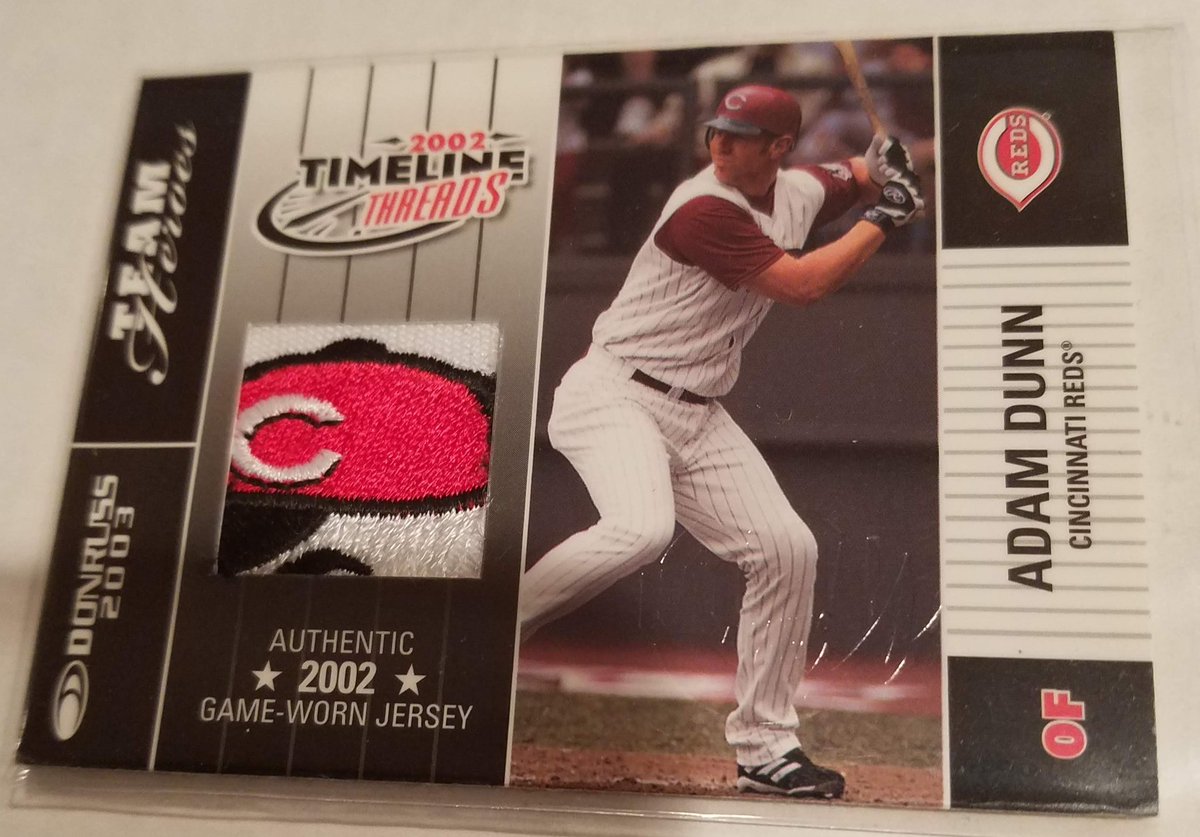 TEAM
Heroes
DONRUSS
2003
2002
TIMELINE
THREADS
C
AUTHENTIC
★ 2002 ★
GAME-WORN JERSEY
C
REDS
ADAM DUNN
CINCINNATI REDS®
OF